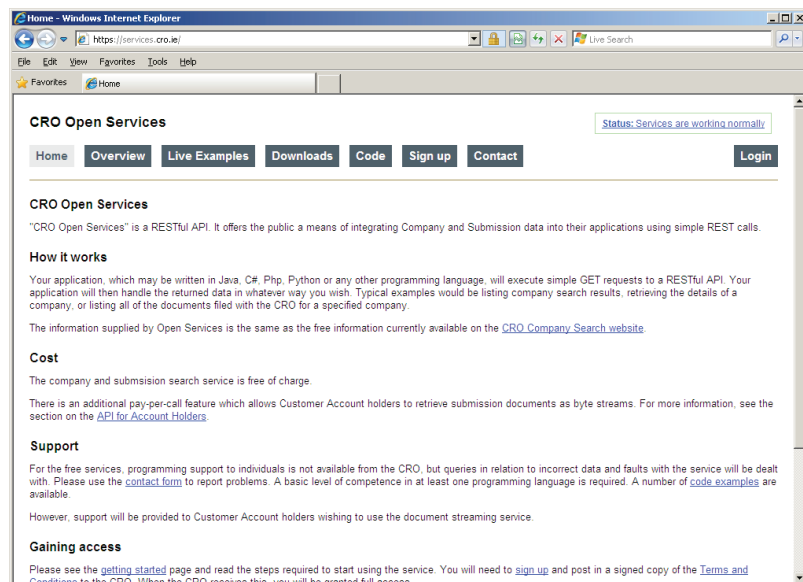 Home - Windows Internet Explorer
https://services.cro.ie/
Live Search
File Edit View Favorites Tools Help
Favorites Home
CRO Open Services
Status: Services are working normally
Home Overview Live Examples Downloads Code Sign up Contact Login
CRO Open Services
"CRO Open Services" is a RESTful API. It offers the public a means of integrating Company and Submission data into their applications using simple REST calls.
How it works
Your application, which may be written in Java, C#, Php, Python or any other programming language, will execute simple GET requests to a RESTful API. Your
application will then handle the returned data in whatever way you wish. Typical examples would be listing company search results, retrieving the details of a
company, or listing all of the documents filed with the CRO for a specified company.
The information supplied by Open Services is the same as the free information currently available on the CRO Company Search website.
Cost
The company and submsision search service is free of charge.
There is an additional pay-per-call feature which allows Customer Account holders to retrieve submission documents as byte streams. For more information, see the
section on the API for Account Holders.
Support
For the free services, programming support to individuals is not available from the CRO, but queries in relation to incorrect data and faults with the service will be dealt
with. Please use the contact form to report problems. A basic level of competence in at least one programming language is required. A number of code examples are
available.
However, support will be provided to Customer Account holders wishing to use the document streaming service.
Gaining access
Please see the getting started page and read the steps required to start using the service. You will need to sign up and post in a signed copy of the Terms and
Conditions to the CRO. When the CRO receives this, you will be granted full access.